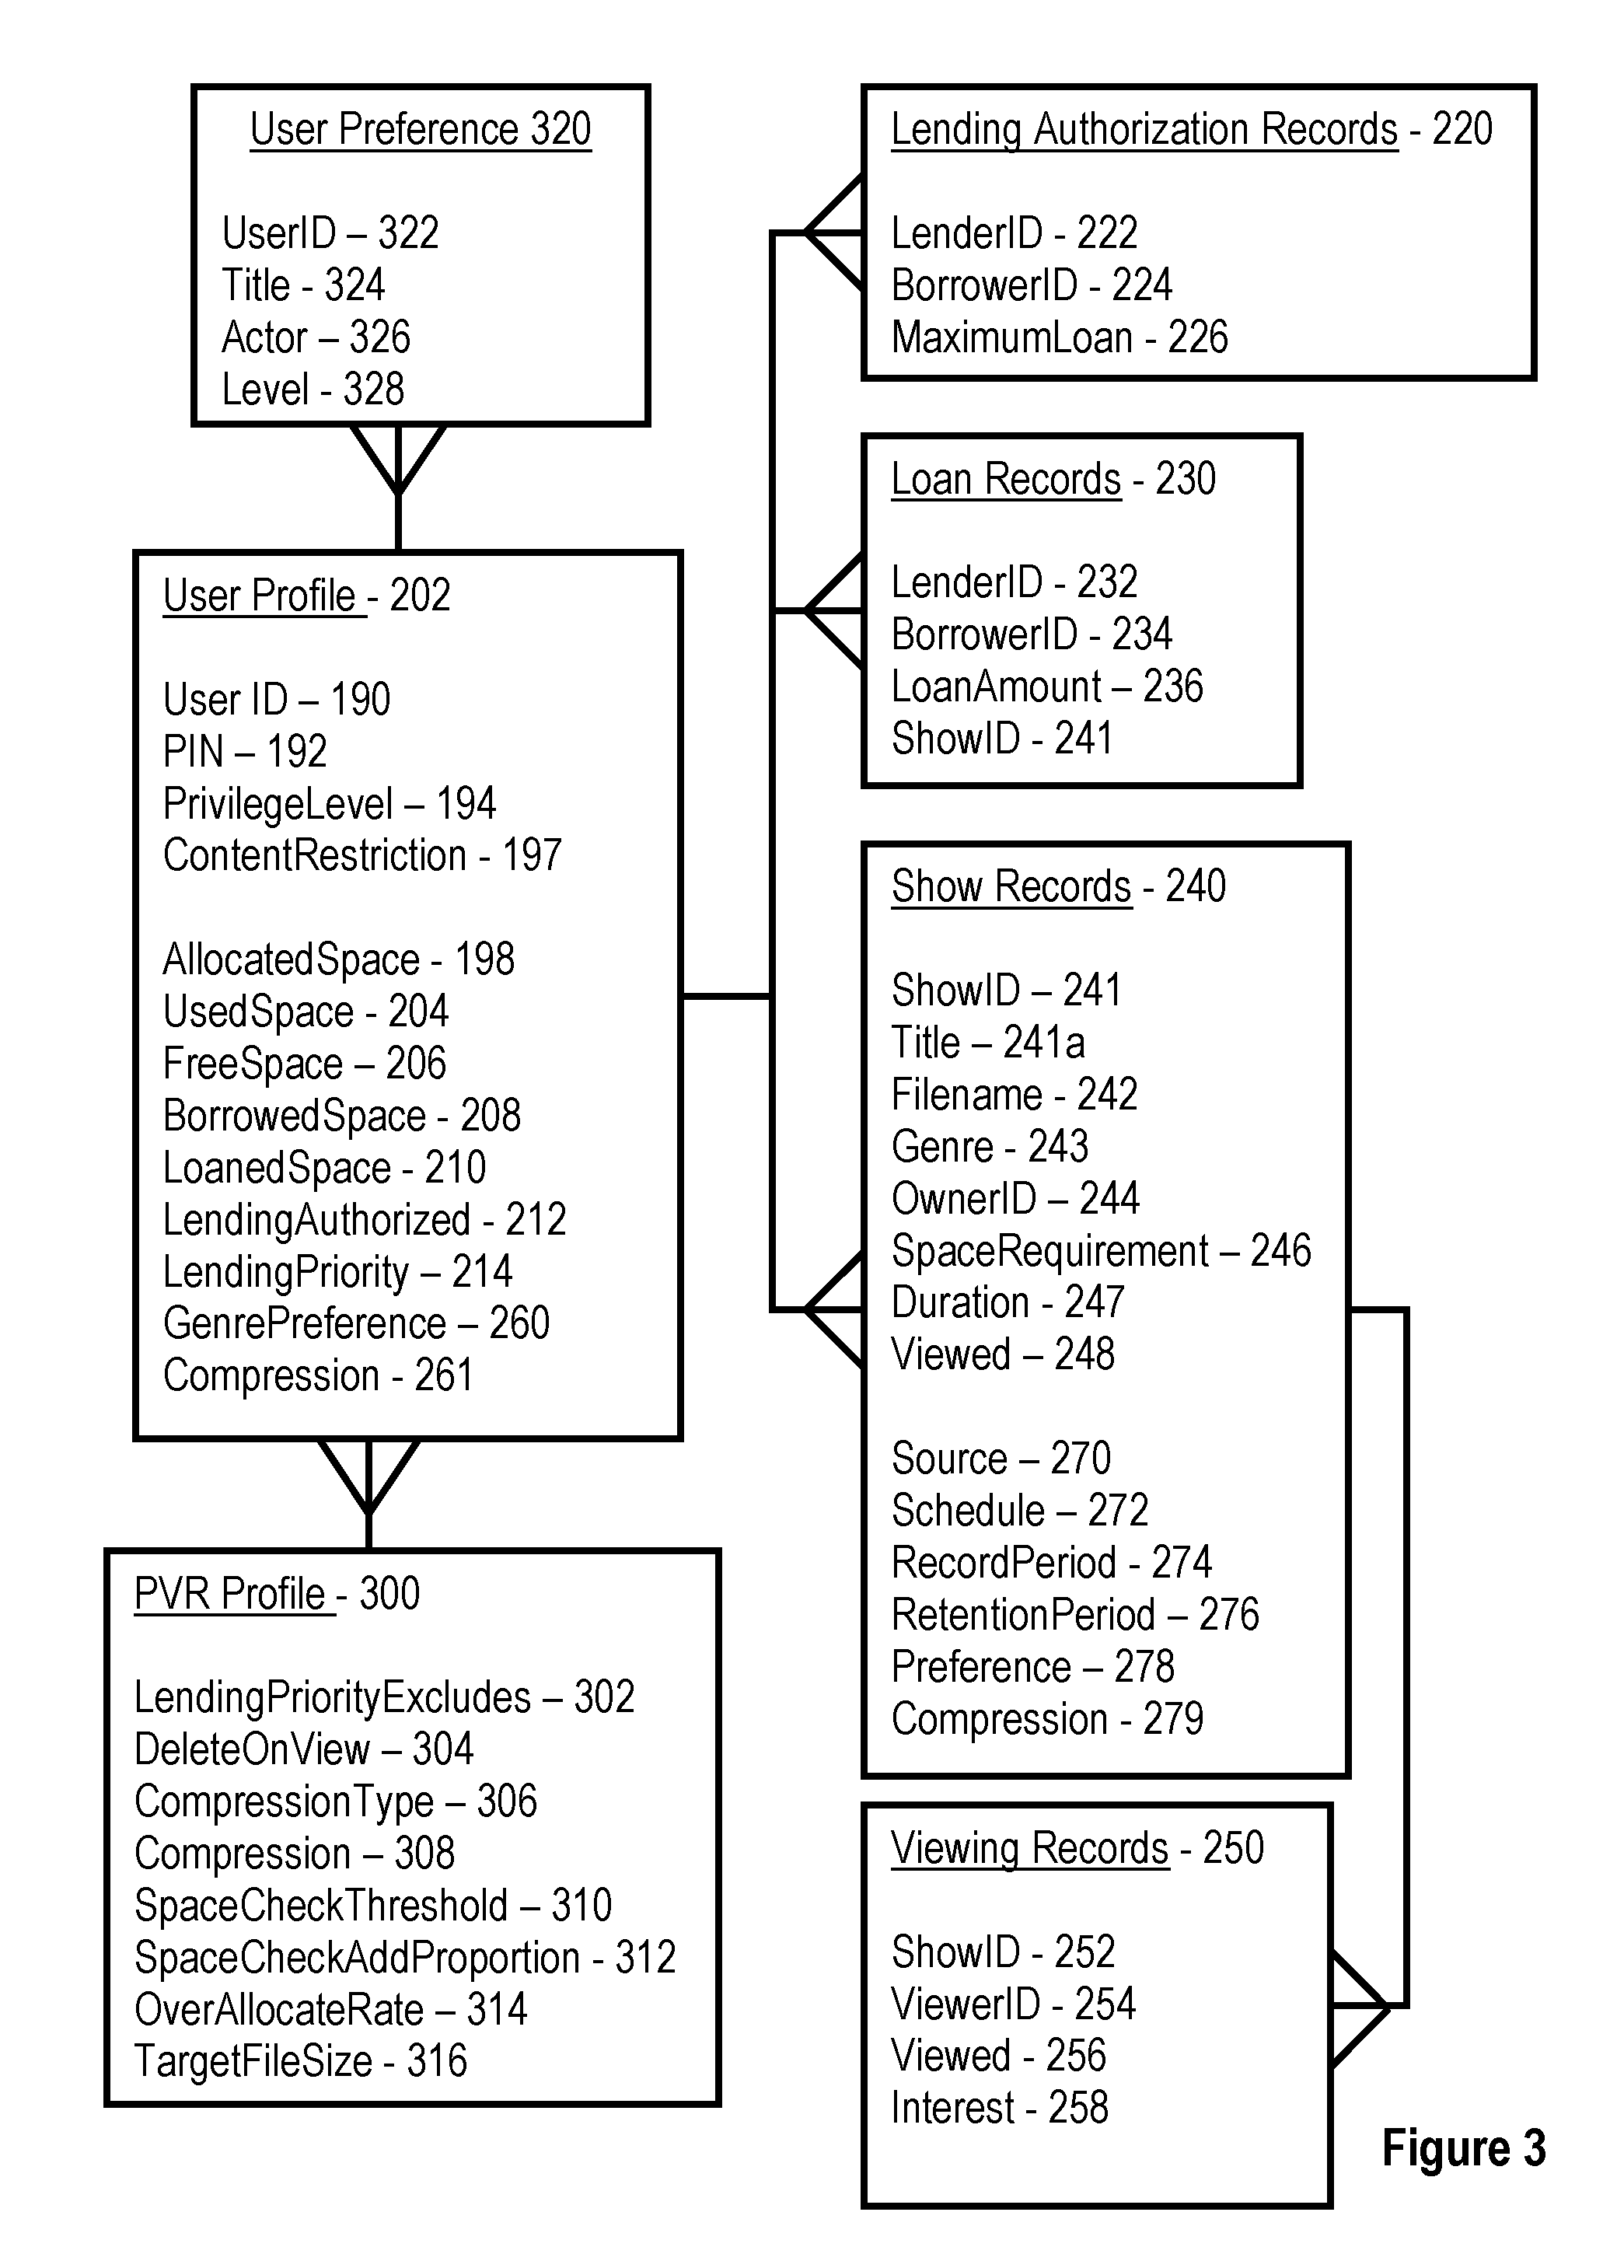 User Preference 320
UserID – 322
Title - 324
Actor – 326
Level - 328
User Profile - 202
User ID – 190
PIN – 192
PrivilegeLevel – 194
ContentRestriction - 197
AllocatedSpace - 198
UsedSpace - 204
FreeSpace – 206
BorrowedSpace - 208
LoanedSpace - 210
LendingAuthorized - 212
LendingPriority – 214
GenrePreference – 260
Compression - 261
PVR Profile - 300
LendingPriorityExcludes – 302
DeleteOnView – 304
CompressionType – 306
Compression – 308
SpaceCheckThreshold – 310
SpaceCheckAddProportion - 312
OverAllocateRate – 314
TargetFileSize - 316
Lending Authorization Records - 220
LenderID - 222
BorrowerID - 224
MaximumLoan - 226
Loan Records - 230
LenderID - 232
BorrowerID - 234
LoanAmount – 236
ShowID - 241
Show Records - 240
ShowID – 241
Title – 241a
Filename - 242
Genre - 243
OwnerID – 244
SpaceRequirement – 246
Duration - 247
Viewed – 248
Source – 270
Schedule – 272
RecordPeriod - 274
RetentionPeriod – 276
Preference – 278
Compression - 279
Viewing Records - 250
ShowID - 252
ViewerID - 254
Viewed - 256
Interest - 258
Figure 3